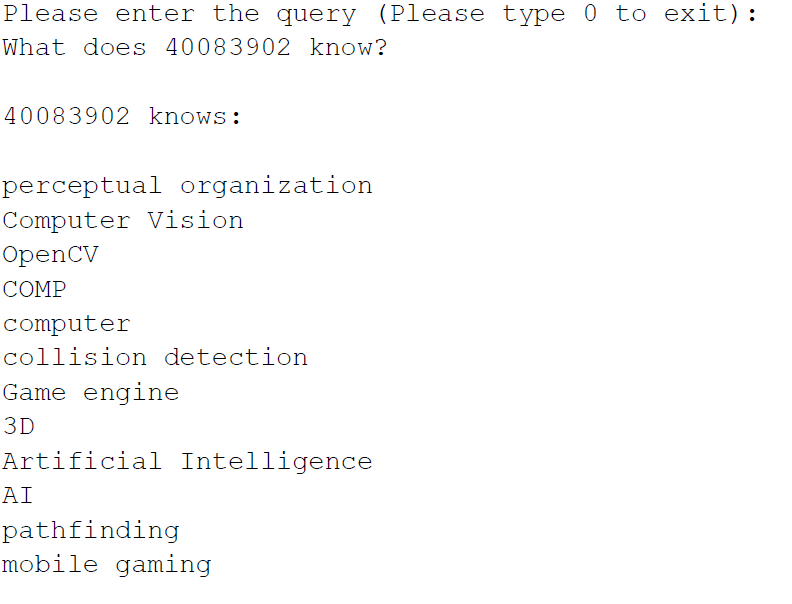 Please enter the query (Please type 0 to exit):
What does 40083902 know?
40083902 knows:
perceptual organization
Computer Vision
OpenCV
COMP
computer
collision detection
Game engine
3D
Artificial Intelligence
AI
pathfinding
mobile gaming